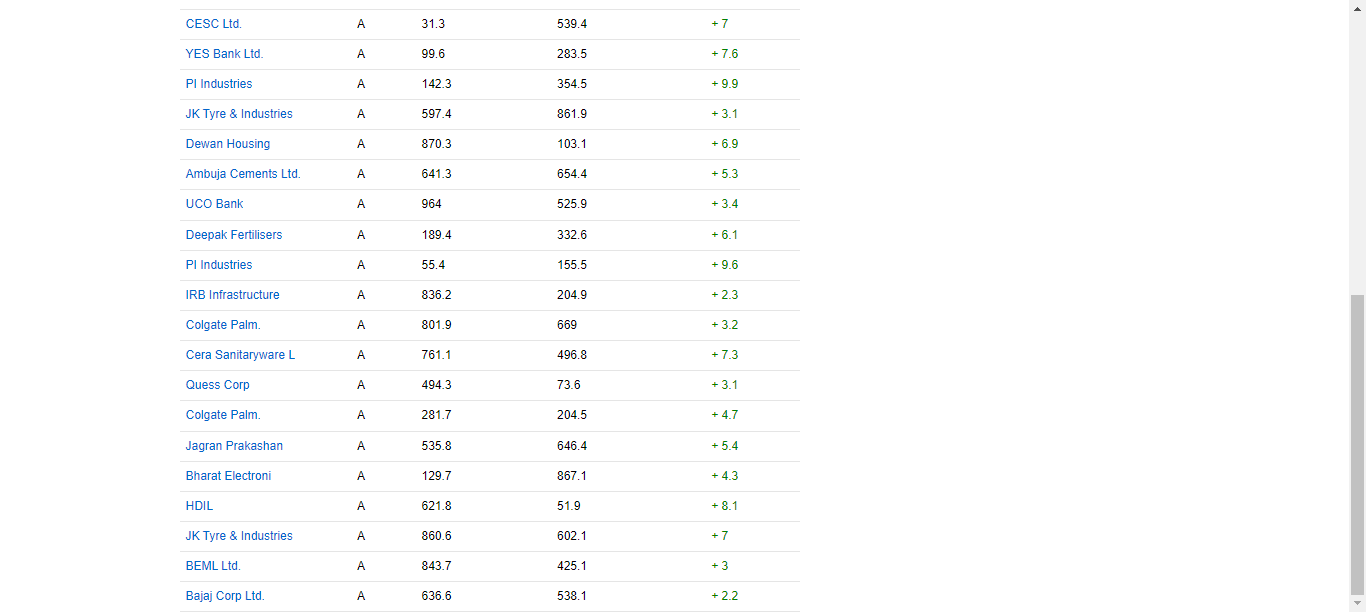 CESC Ltd. A 31.3 539.4 + 7
YES Bank Ltd. A 99.6 283.5 + 7.6
PI Industries A 142.3 354.5 + 9.9
JK Tyre & Industries A 597.4 861.9 + 3.1
Dewan Housing A 870.3 103.1 + 6.9
Ambuja Cements Ltd. A 641.3 654.4 + 5.3
UCO Bank A 964 525.9 + 3.4
Deepak Fertilisers A 189.4 332.6 + 6.1
PI Industries A 55.4 155.5 + 9.6
IRB Infrastructure A 836.2 204.9 + 2.3
Colgate Palm. A 801.9 669 + 3.2
Cera Sanitaryware L A 761.1 496.8 + 7.3
Quess Corp A 494.3 73.6 + 3.1
Colgate Palm. A 281.7 204.5 + 4.7
Jagran Prakashan A 535.8 646.4 + 5.4
Bharat Electroni A 129.7 867.1 + 4.3
HDIL A 621.8 51.9 + 8.1
JK Tyre & Industries A 860.6 602.1 + 7
BEML Ltd. A 843.7 425.1 + 3
Bajaj Corp Ltd. A 636.6 538.1 + 2.2